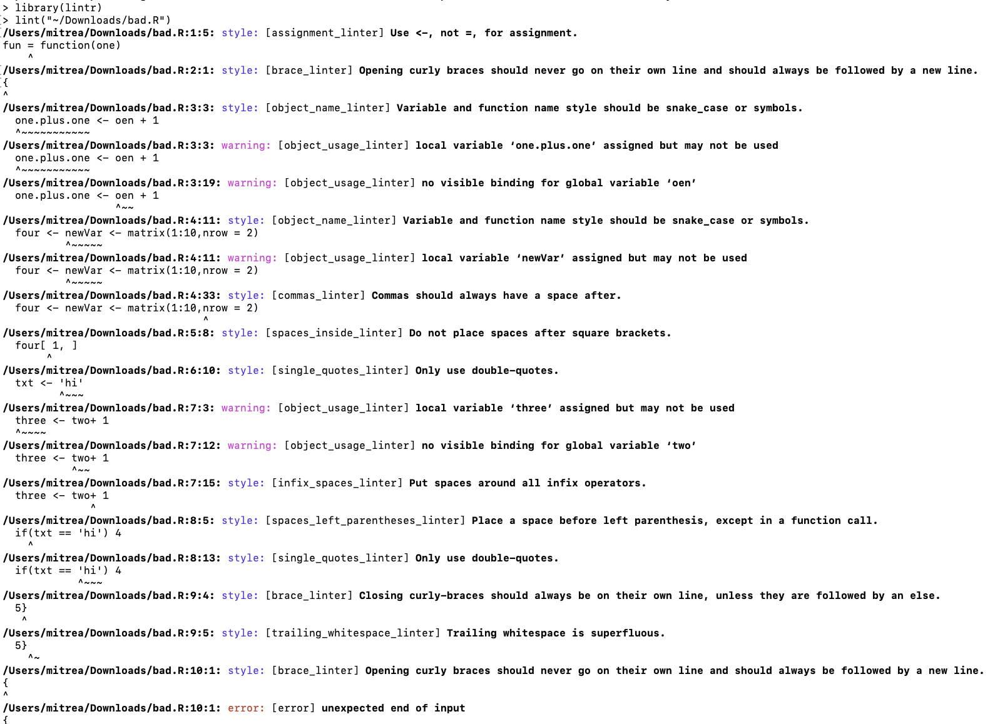 > library(lintr)
> lint("~/Downloads/bad.R")
/Users/mitrea/Downloads/bad.R:1:5: style: [assignment_linter] Use <-, not =, for assignment.
fun = function(one)
    ^
/Users/mitrea/Downloads/bad.R:2:1: style: [brace_linter] Opening curly braces should never go on their own line and should always be followed by a new line.
{
^
/Users/mitrea/Downloads/bad.R:3:3: style: [object_name_linter] Variable and function name style should be snake_case or symbols.
  one.plus.one <- oen + 1
  ^~~~~~~~~~~~
/Users/mitrea/Downloads/bad.R:3:3: warning: [object_usage_linter] local variable ‘one.plus.one’ assigned but may not be used
  one.plus.one <- oen + 1
  ^~~~~~~~~~~~
/Users/mitrea/Downloads/bad.R:3:19: warning: [object_usage_linter] no visible binding for global variable ‘oen’
  one.plus.one <- oen + 1
                  ^~~
/Users/mitrea/Downloads/bad.R:4:11: style: [object_name_linter] Variable and function name style should be snake_case or symbols.
  four <- newVar <- matrix(1:10,nrow = 2)
          ^~~~~~
/Users/mitrea/Downloads/bad.R:4:11: warning: [object_usage_linter] local variable ‘newVar’ assigned but may not be used
  four <- newVar <- matrix(1:10,nrow = 2)
          ^~~~~~
/Users/mitrea/Downloads/bad.R:4:33: style: [commas_linter] Commas should always have a space after.
  four <- newVar <- matrix(1:10,nrow = 2)
                                ^
/Users/mitrea/Downloads/bad.R:5:8: style: [spaces_inside_linter] Do not place spaces after square brackets.
  four[ 1, ]
       ^
/Users/mitrea/Downloads/bad.R:6:10: style: [single_quotes_linter] Only use double-quotes.
  txt <- 'hi'
         ^~~~
/Users/mitrea/Downloads/bad.R:7:3: warning: [object_usage_linter] local variable ‘three’ assigned but may not be used
  three <- two+ 1
  ^~~~~
/Users/mitrea/Downloads/bad.R:7:12: warning: [object_usage_linter] no visible binding for global variable ‘two’
  three <- two+ 1
           ^~~
/Users/mitrea/Downloads/bad.R:7:15: style: [infix_spaces_linter] Put spaces around all infix operators.
  three <- two+ 1
              ^
/Users/mitrea/Downloads/bad.R:8:5: style: [spaces_left_parentheses_linter] Place a space before left parenthesis, except in a function call.
  if(txt == 'hi') 4
    ^
/Users/mitrea/Downloads/bad.R:8:13: style: [single_quotes_linter] Only use double-quotes.
  if(txt == 'hi') 4
            ^~~~
/Users/mitrea/Downloads/bad.R:9:4: style: [brace_linter] Closing curly-braces should always be on their own line, unless they are followed by an else.
  5}
   ^
/Users/mitrea/Downloads/bad.R:9:5: style: [trailing_whitespace_linter] Trailing whitespace is superfluous.
  5}
    ^~
/Users/mitrea/Downloads/bad.R:10:1: style: [brace_linter] Opening curly braces should never go on their own line and should always be followed by a new line.
{
^
/Users/mitrea/Downloads/bad.R:10:1: error: [error] unexpected end of input
{